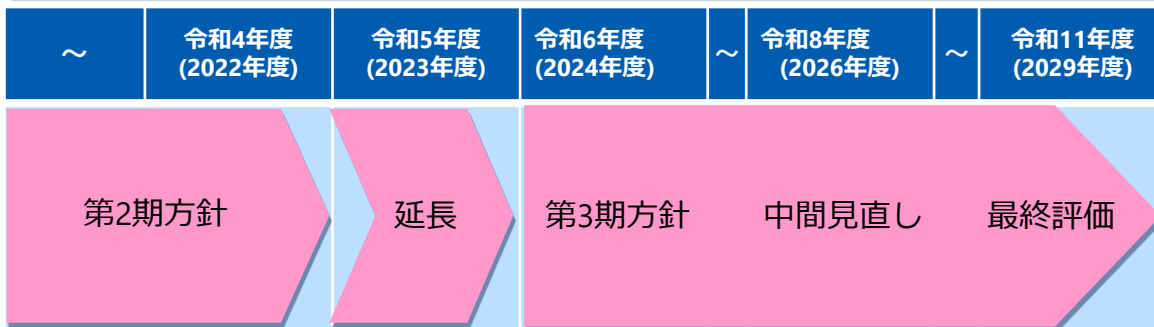 ～
令和4年度
(2022年度)
令和5年度
(2023年度)
令和6年度
(2024年度)
～
令和8年度
(2026年度)
～
令和11年度
(2029年度)
第2期方針
延長
第3期方針
中間見直し
最終評価